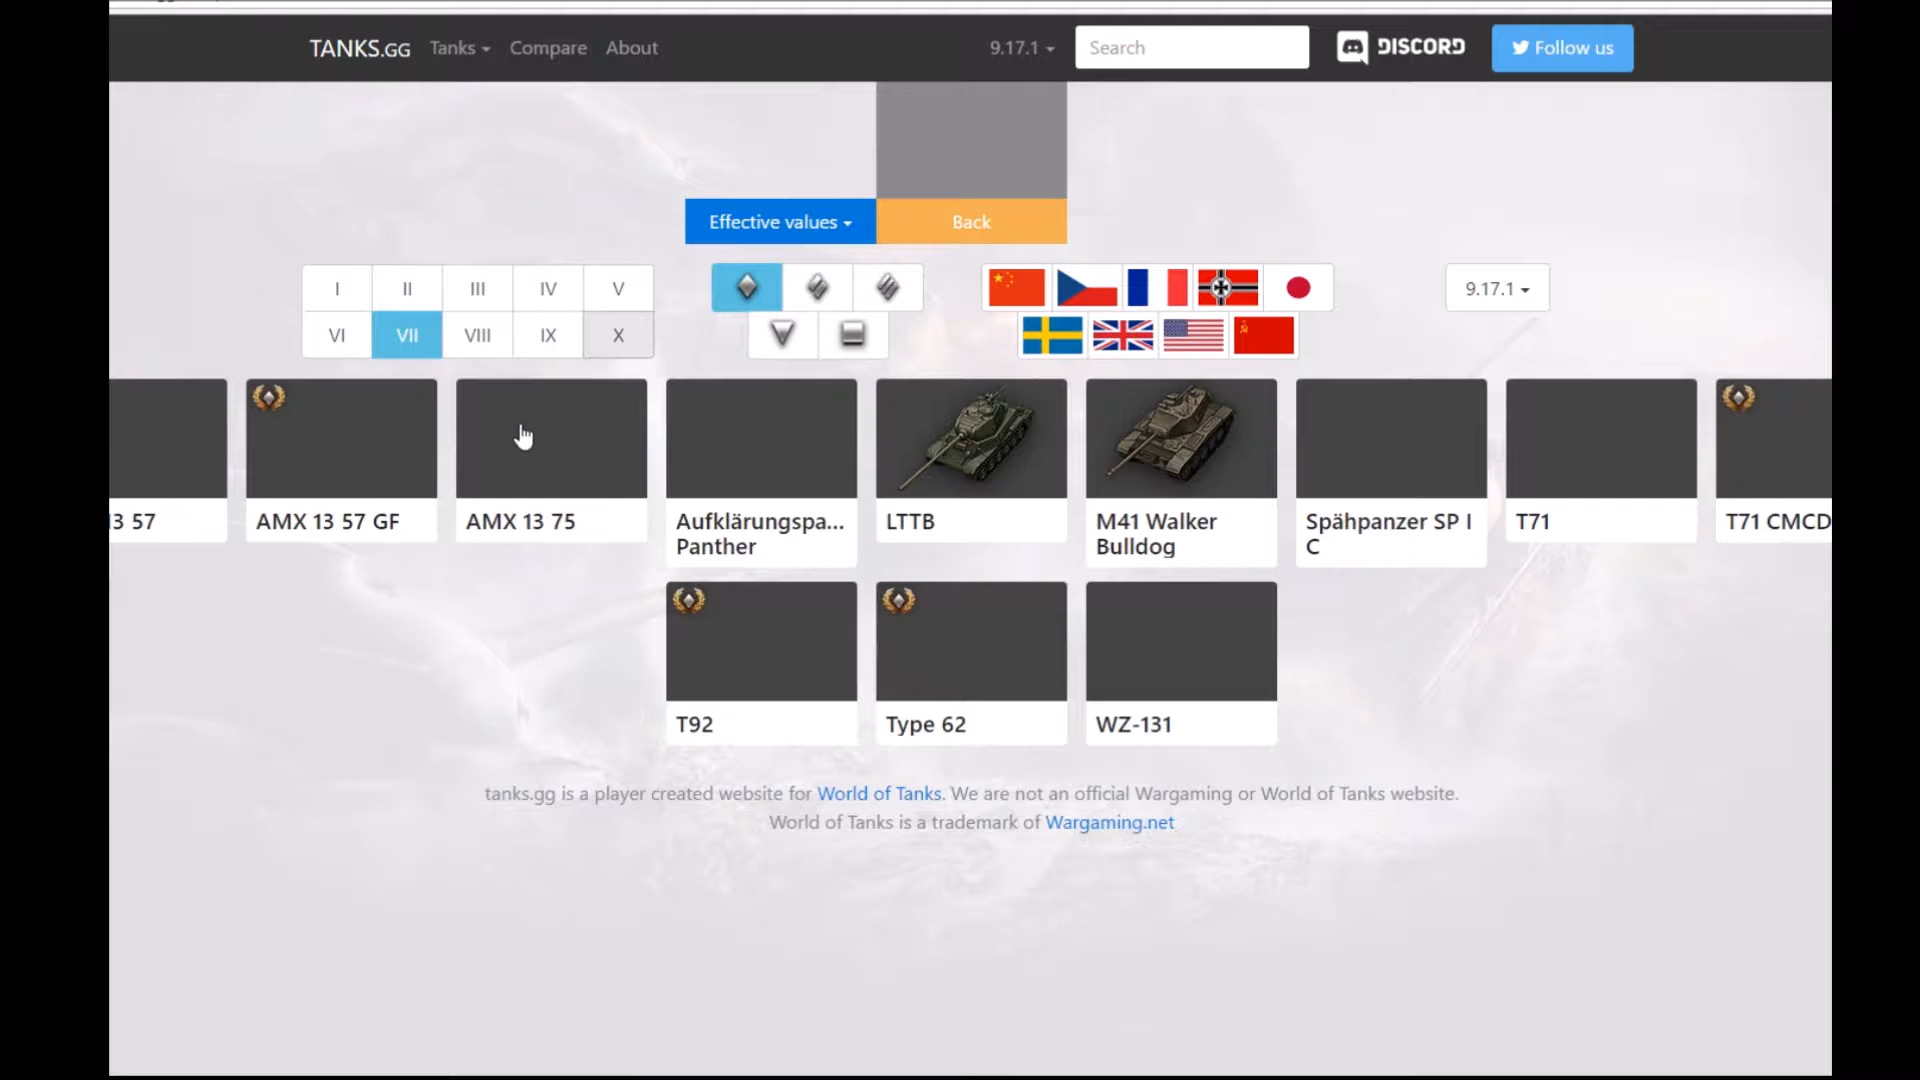 TANKS.GG Tanks Compare About 9.17.1 Search DISCORD Follow us
Effective values Back
I II III IV V
VI VII VIII IX X
9.17.1
13 57
AMX 13 57 GF
AMX 13 75
Aufklärungspa...
Panther
LTTB
M41 Walker
Bulldog
Spähpanzer SP I
C
T71
T71 CMCD
T92
Type 62
WZ-131
tanks.gg is a player created website for World of Tanks. We are not an official Wargaming or World of Tanks website.
World of Tanks is a trademark of Wargaming.net